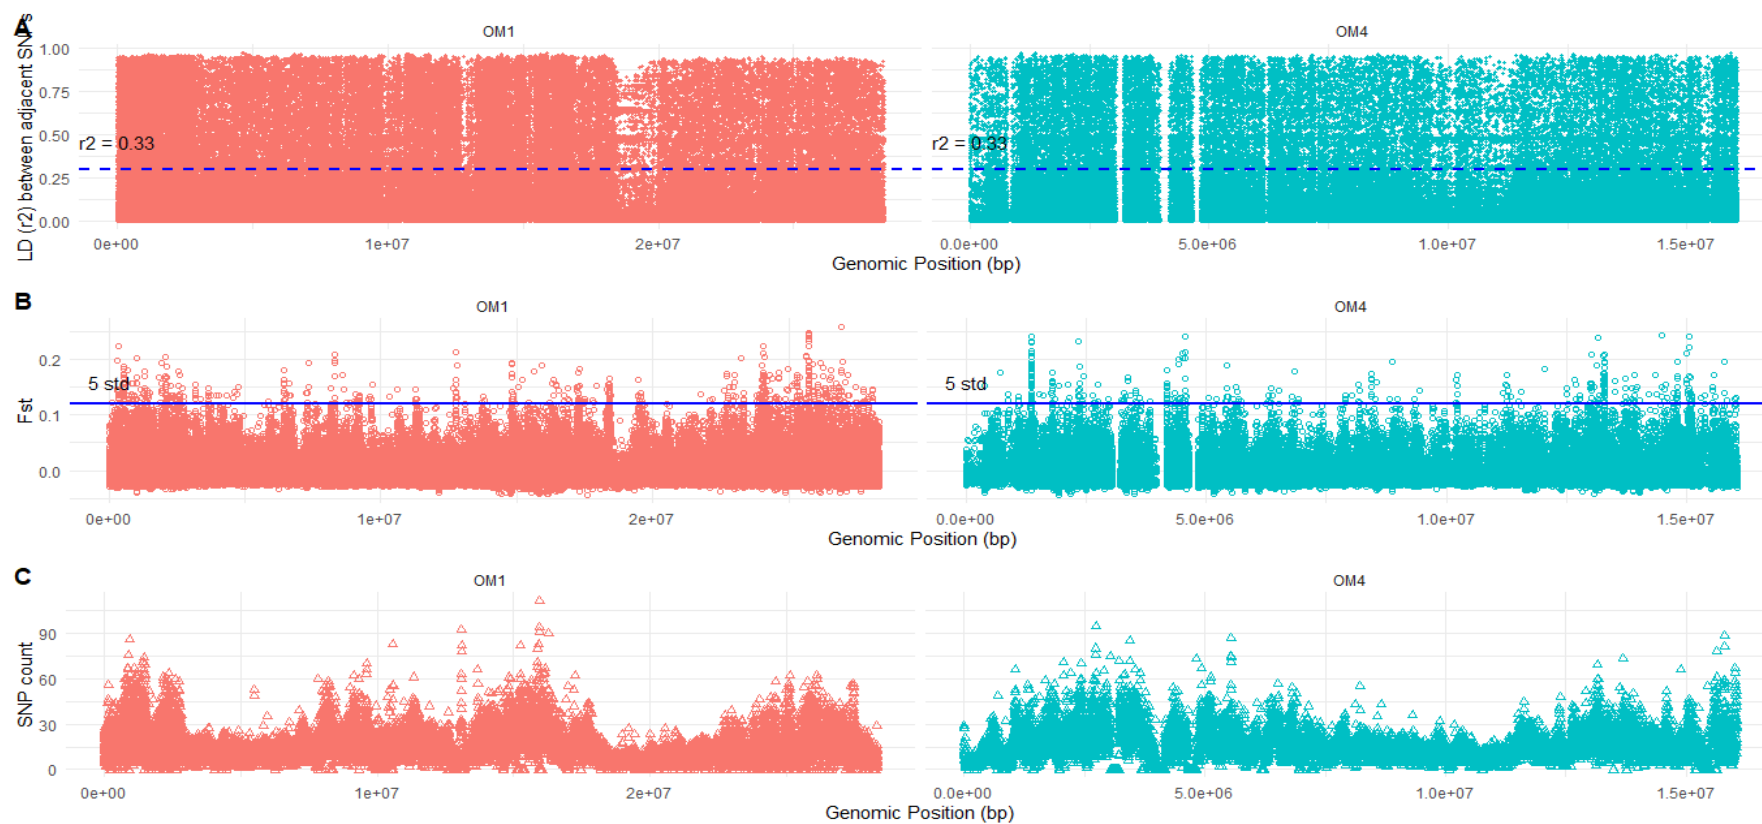 A
OM1
OM4
LD (r2) between adjacent SNPs
1.00
0.75
0.50
0.25
0.00
r2 = 0.33
r2 = 0.33
0e+00
1e+07
2e+07
0.0e+00
5.0e+06
1.0e+07
1.5e+07
Genomic Position (bp)
B
OM1
OM4
Fst
0.2
0.1
0.0
5 std
5 std
0e+00
1e+07
2e+07
0.0e+00
5.0e+06
1.0e+07
1.5e+07
Genomic Position (bp)
C
OM1
OM4
SNP count
90
60
30
0
0e+00
1e+07
2e+07
0.0e+00
5.0e+06
1.0e+07
1.5e+07
Genomic Position (bp)